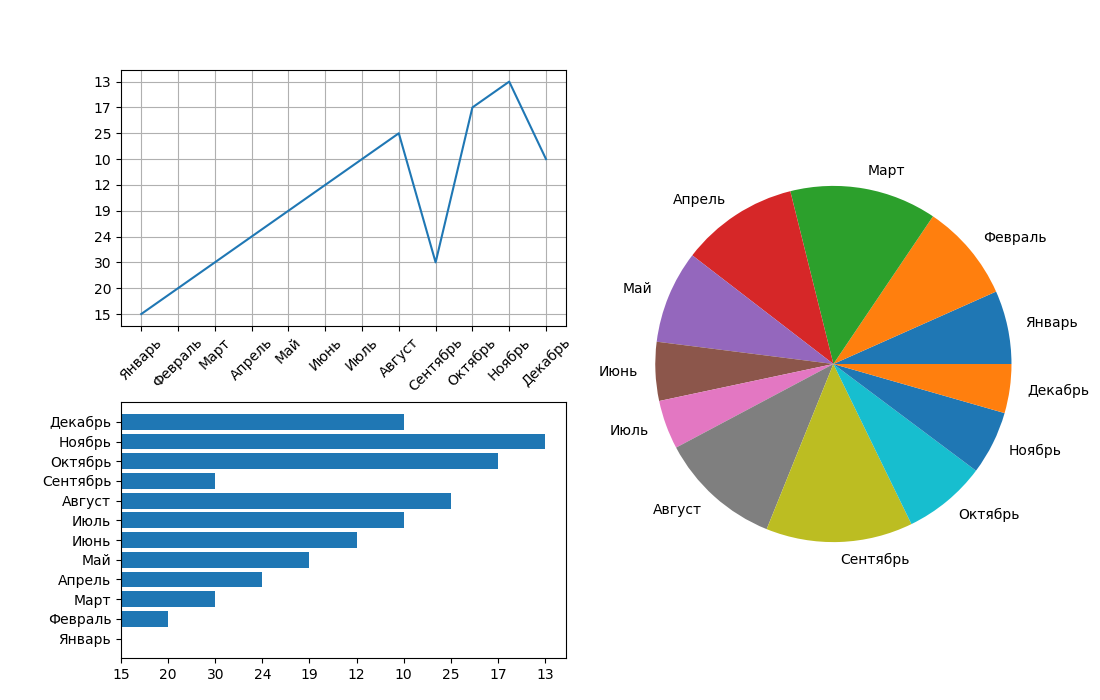 13
17
25
10
12
19
24
30
20
15
Январь Февраль Март Апрель Май Июнь Июль Август Сентябрь Октябрь Ноябрь Декабрь
Декабрь
Ноябрь
Октябрь
Сентябрь
Август
Июль
Июнь
Май
Апрель
Март
Февраль
Январь
15 20 30 24 19 12 10 25 17 13
Март
Апрель
Февраль
Май
Январь
Июнь
Декабрь
Июль
Ноябрь
Август
Октябрь
Сентябрь